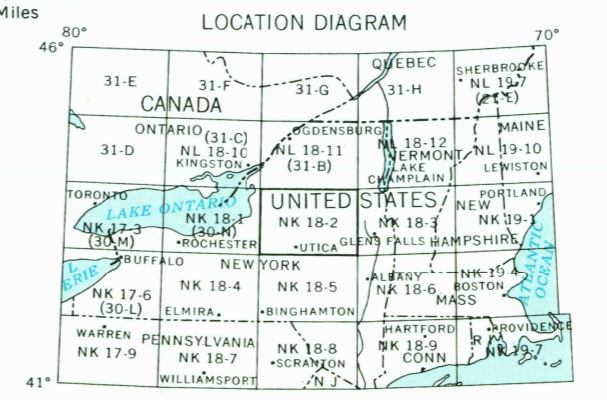 Miles
LOCATION DIAGRAM
80°
70°
46°
QUEBEC
SHERBROOKE
31-E
31-F
31-G
31-H
NL 19-7
(21-E)
CANADA
ONTARIO
(31-C)
OGDENSBURG
NL 18-12
MAINE
31-D
NL 18-10
NL 18-11
VERMONT
NL 19-10
KINGSTON
(31-B)
LAKE
CHAMPLAIN
LEWISTON
TORONTO
UNITED STATES
PORTLAND
LAKE ONTARIO
NEW
NK 17-3
(30-M)
NK 18-1
(30-N)
NK 18-2
NK 18-3
NK 19-1
ROCHESTER
UTICA
GLENS FALLS
HAMPSHIRE
ATLANTIC
OCEAN
L
ERIE
BUFFALO
NEW YORK
ALBANY
NK 19-4
NK 17-6
(30-L)
NK 18-4
NK 18-5
NK 18-6
BOSTON
MASS
ELMIRA
BINGHAMTON
WARREN
PENNSYLVANIA
HARTFORD
PROVIDENCE
NK 17-9
NK 18-7
NK 18-8
NK 18-9
R I
NK 19-7
SCRANTON
CONN
WILLIAMSPORT
N J
41°